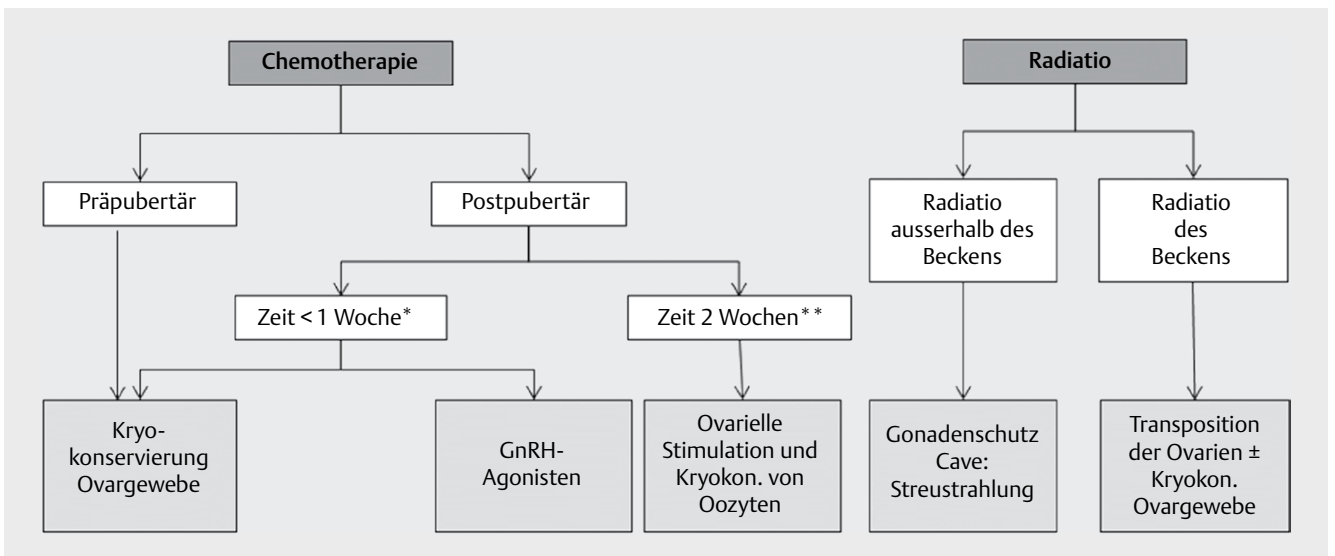 Chemotherapie
Radiatio
Präpubertär
Postpubertär
Radiatio
ausserhalb des
Beckens
Radiatio
des
Beckens
Zeit < 1 Woche*
Zeit 2 Wochen**
Kryo-
konservierung
Ovargewebe
GnRH-
Agonisten
Ovarielle
Stimulation und
Kryokon. von
Oozyten
Gonadenschutz
Cave:
Streustrahlung
Transposition
der Ovarien ±
Kryokon.
Ovargewebe